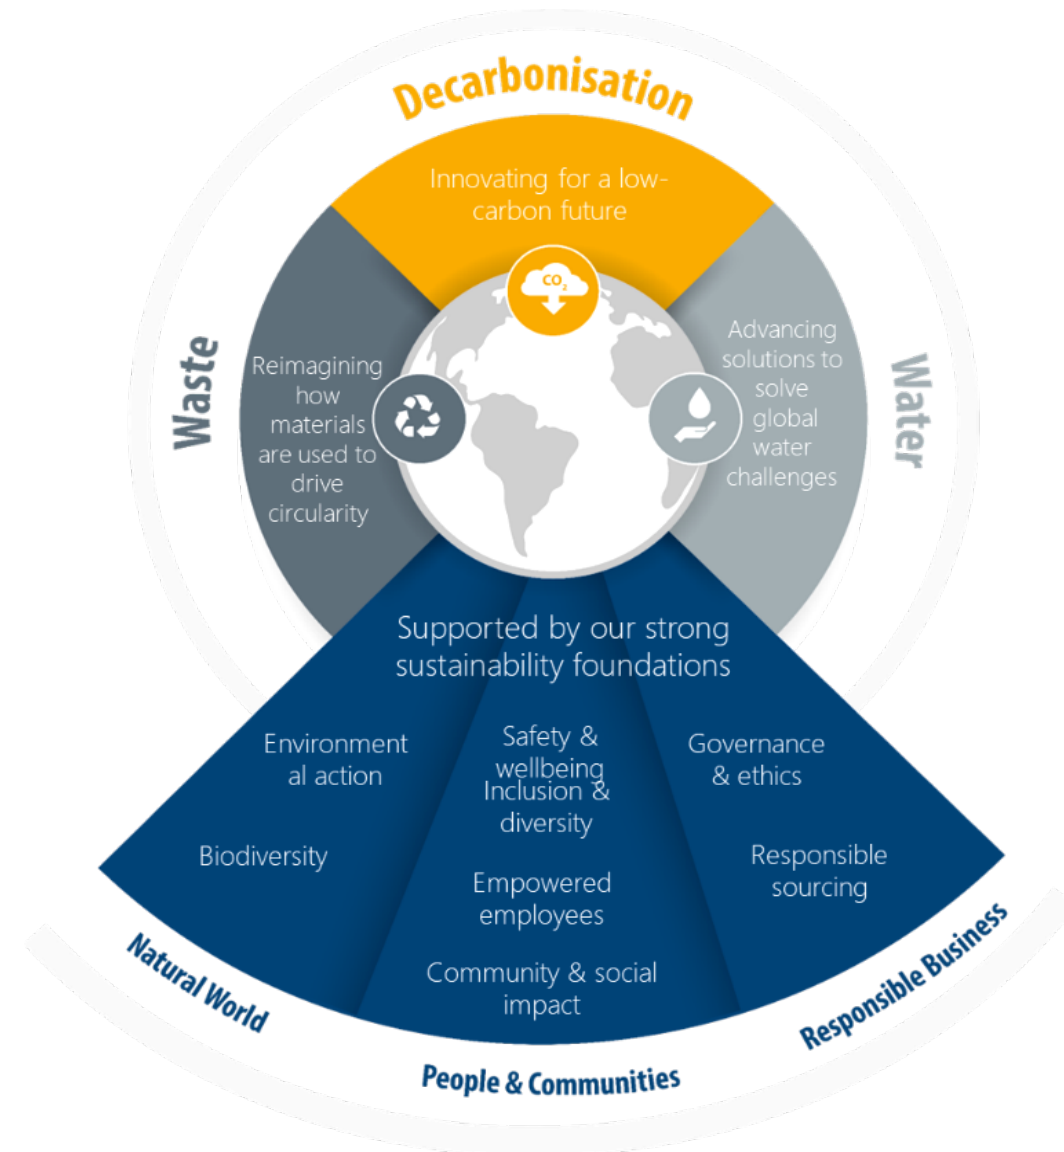 Decarbonisation
Innovating for a low-
carbon future
CO2
Waste
Reimagining
how
materials
are used to
drive
circularity
Water
Advancing
solutions to
solve
global
water
challenges
Supported by our strong
sustainability foundations
Environment
al action
Biodiversity
Natural World
Safety &
wellbeing
Inclusion &
diversity
Empowered
employees
Community & social
impact
People & Communities
Governance
& ethics
Responsible
sourcing
Responsible Business